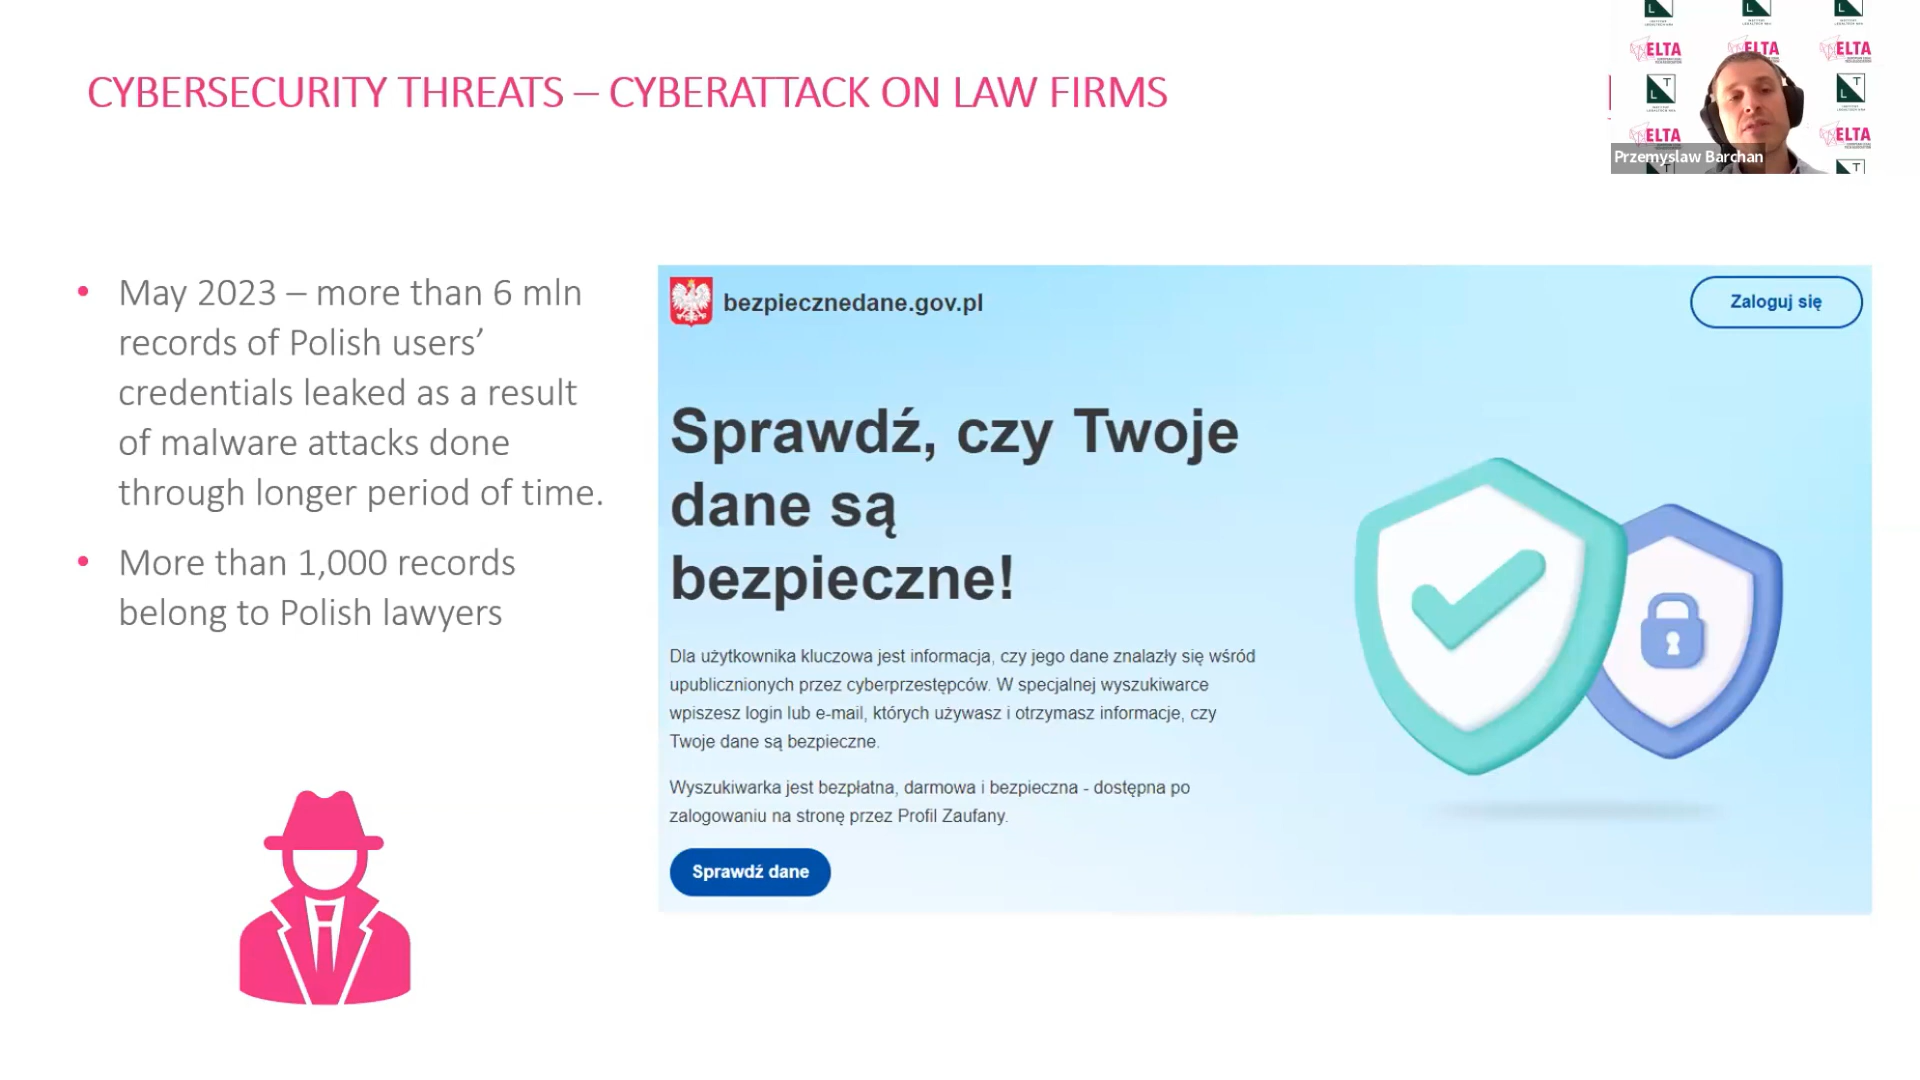 CYBERSECURITY THREATS – CYBERATTACK ON LAW FIRMS
ELTA
ELTA
ELTA
L T
L T
ELTA
ELTA
Przemyslaw Barchan
• May 2023 – more than 6 mln
records of Polish users’
credentials leaked as a result
of malware attacks done
through longer period of time.
• More than 1,000 records
belong to Polish lawyers
bezpiecznedane.gov.pl
Zaloguj się
Sprawdź, czy Twoje
dane są
bezpieczne!
Dla użytkownika kluczowa jest informacja, czy jego dane znalazły się wśród
upublicznionych przez cyberprzestępców. W specjalnej wyszukiwarce
wpiszesz login lub e-mail, których używasz i otrzymasz informacje, czy
Twoje dane są bezpieczne.
Wyszukiwarka jest bezpłatna, darmowa i bezpieczna - dostępna po
zalogowaniu na stronę przez Profil Zaufany.
Sprawdź dane